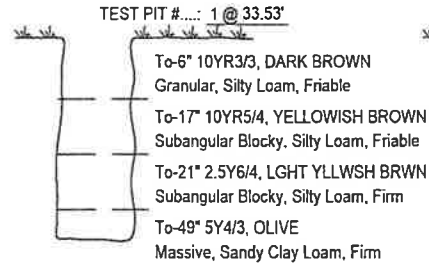 TEST PIT #....: 1 @ 33.53'
To-6" 10YR3/3, DARK BROWN
Granular, Silty Loam, Friable
To-17" 10YR5/4, YELLOWISH BROWN
Subangular Blocky, Silty Loam, Friable
To-21" 2.5Y6/4, LGHT YLLWSH BRWN
Subangular Blocky, Silty Loam, Firm
To-49" 5Y4/3, OLIVE
Massive, Sandy Clay Loam, Firm